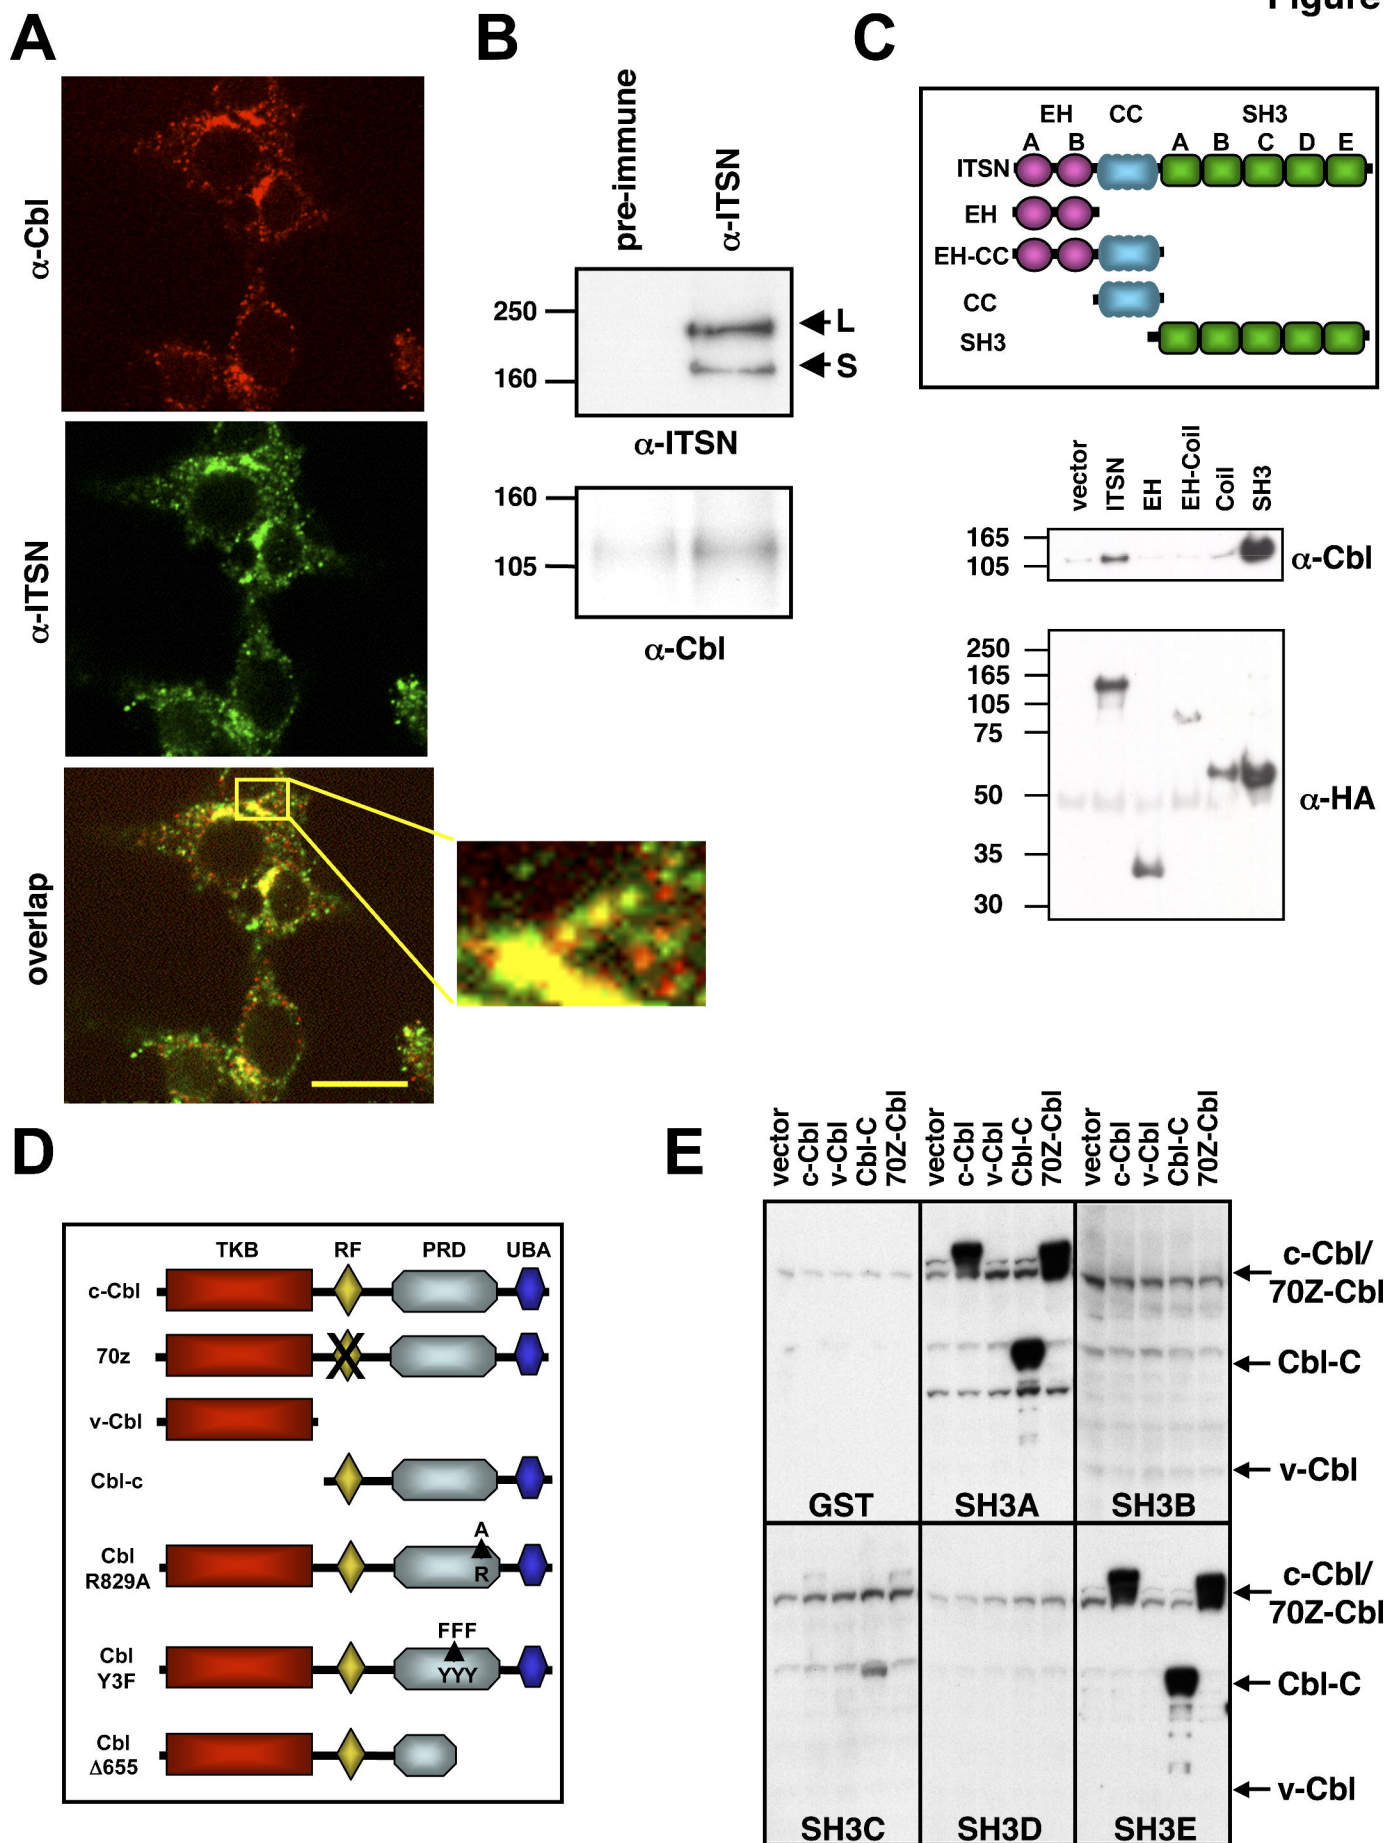 Figure
A
α-Cbl
α-ITSN
overlap
B
pre-immune
α-ITSN
250
160
L
S
α-ITSN
160
105
α-Cbl
C
EH CC SH3
A B A B C D E
ITSN
EH
EH-CC
CC
SH3
vector
ITSN
EH
EH-Coil
Coil
SH3
165
105
α-Cbl
250
165
105
75
50
35
30
α-HA
D
TKB RF PRD UBA
c-Cbl
70z
v-Cbl
Cbl-c
Cbl
R829A
A
R
Cbl
Y3F
FFF
YYY
Cbl
Δ655
E
vector
c-Cbl
v-Cbl
Cbl-C
70Z-Cbl
vector
c-Cbl
v-Cbl
Cbl-C
70Z-Cbl
vector
c-Cbl
v-Cbl
Cbl-C
70Z-Cbl
c-Cbl/
70Z-Cbl
Cbl-C
v-Cbl
GST SH3A SH3B
c-Cbl/
70Z-Cbl
Cbl-C
v-Cbl
SH3C SH3D SH3E